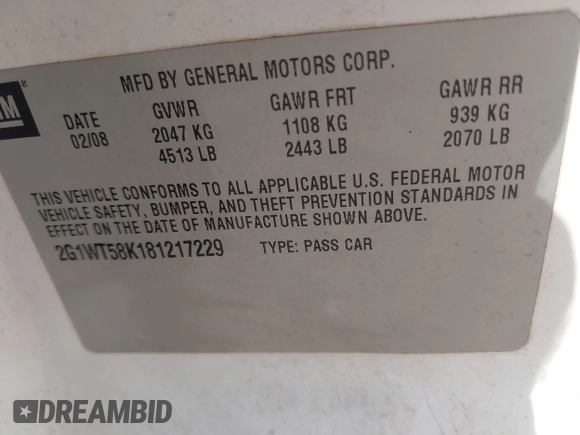 GM®
MFD BY GENERAL MOTORS CORP.
DATE GVWR GAWR FRT GAWR RR
02/08 2047 KG 1108 KG 939 KG
4513 LB 2443 LB 2070 LB
THIS VEHICLE CONFORMS TO ALL APPLICABLE U.S. FEDERAL MOTOR
VEHICLE SAFETY, BUMPER, AND THEFT PREVENTION STANDARDS IN
EFFECT ON THE DATE OF MANUFACTURE SHOWN ABOVE.
2G1WT58K181217229 TYPE: PASS CAR
DREAMBID